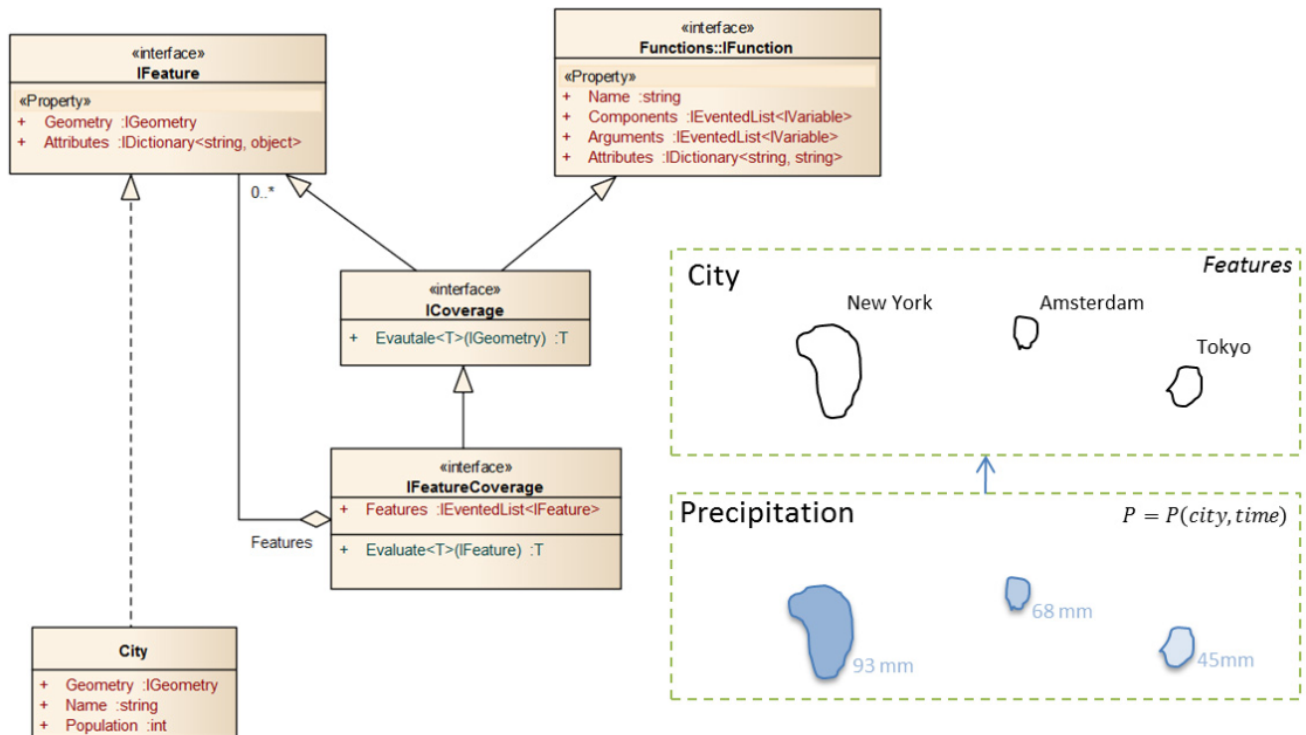 «interface»
IFeature
«Property»
+ Geometry :IGeometry
+ Attributes :IDictionary<string, object>
«interface»
Functions::IFunction
«Property»
+ Name :string
+ Components :IEventedList<IVariable>
+ Arguments :IEventedList<IVariable>
+ Attributes :IDictionary<string, string>
0..*
«interface»
ICoverage
+ Evautale<T>(IGeometry) :T
«interface»
IFeatureCoverage
+ Features :IEventedList<IFeature>
+ Evaluate<T>(IFeature) :T
Features
City
+ Geometry :IGeometry
+ Name :string
+ Population :int
City
Features
New York
Amsterdam
Tokyo
Precipitation
P = P(city, time)
93 mm
68 mm
45mm